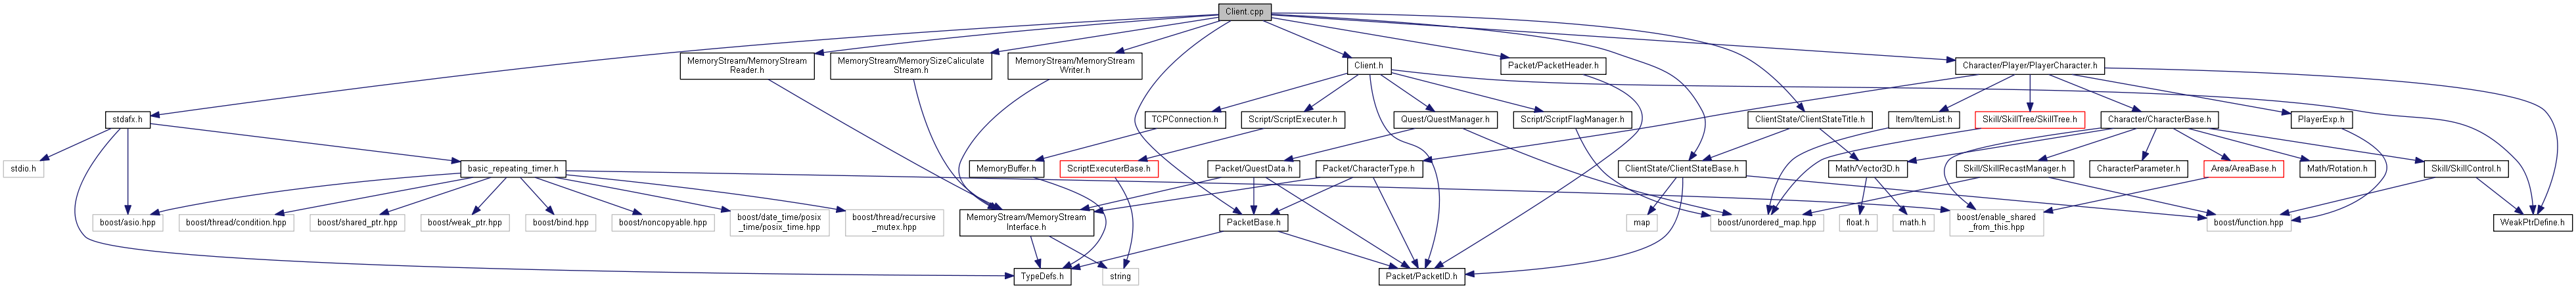 Client.cpp
MemoryStream/MemoryStream
Reader.h
MemoryStream/MemorySizeCaliculate
Stream.h
MemoryStream/MemoryStream
Writer.h
Client.h
Packet/PacketHeader.h
Character/Player/PlayerCharacter.h
stdafx.h
TCPConnection.h
Script/ScriptExecuter.h
Quest/QuestManager.h
Script/ScriptFlagManager.h
ClientState/ClientStateTitle.h
Item/ItemList.h
Skill/SkillTree/SkillTree.h
Character/CharacterBase.h
PlayerExp.h
stdio.h
basic_repeating_timer.h
MemoryBuffer.h
ScriptExecuterBase.h
Packet/QuestData.h
Packet/CharacterType.h
ClientState/ClientStateBase.h
Math/Vector3D.h
Skill/SkillRecastManager.h
CharacterParameter.h
Area/AreaBase.h
Math/Rotation.h
Skill/SkillControl.h
boost/asio.hpp
boost/thread/condition.hpp
boost/shared_ptr.hpp
boost/weak_ptr.hpp
boost/bind.hpp
boost/noncopyable.hpp
boost/date_time/posix
_time/posix_time.hpp
boost/thread/recursive
_mutex.hpp
MemoryStream/MemoryStream
Interface.h
PacketBase.h
map
boost/unordered_map.hpp
float.h
math.h
boost/enable_shared
_from_this.hpp
boost/function.hpp
WeakPtrDefine.h
TypeDefs.h
string
Packet/PacketID.h